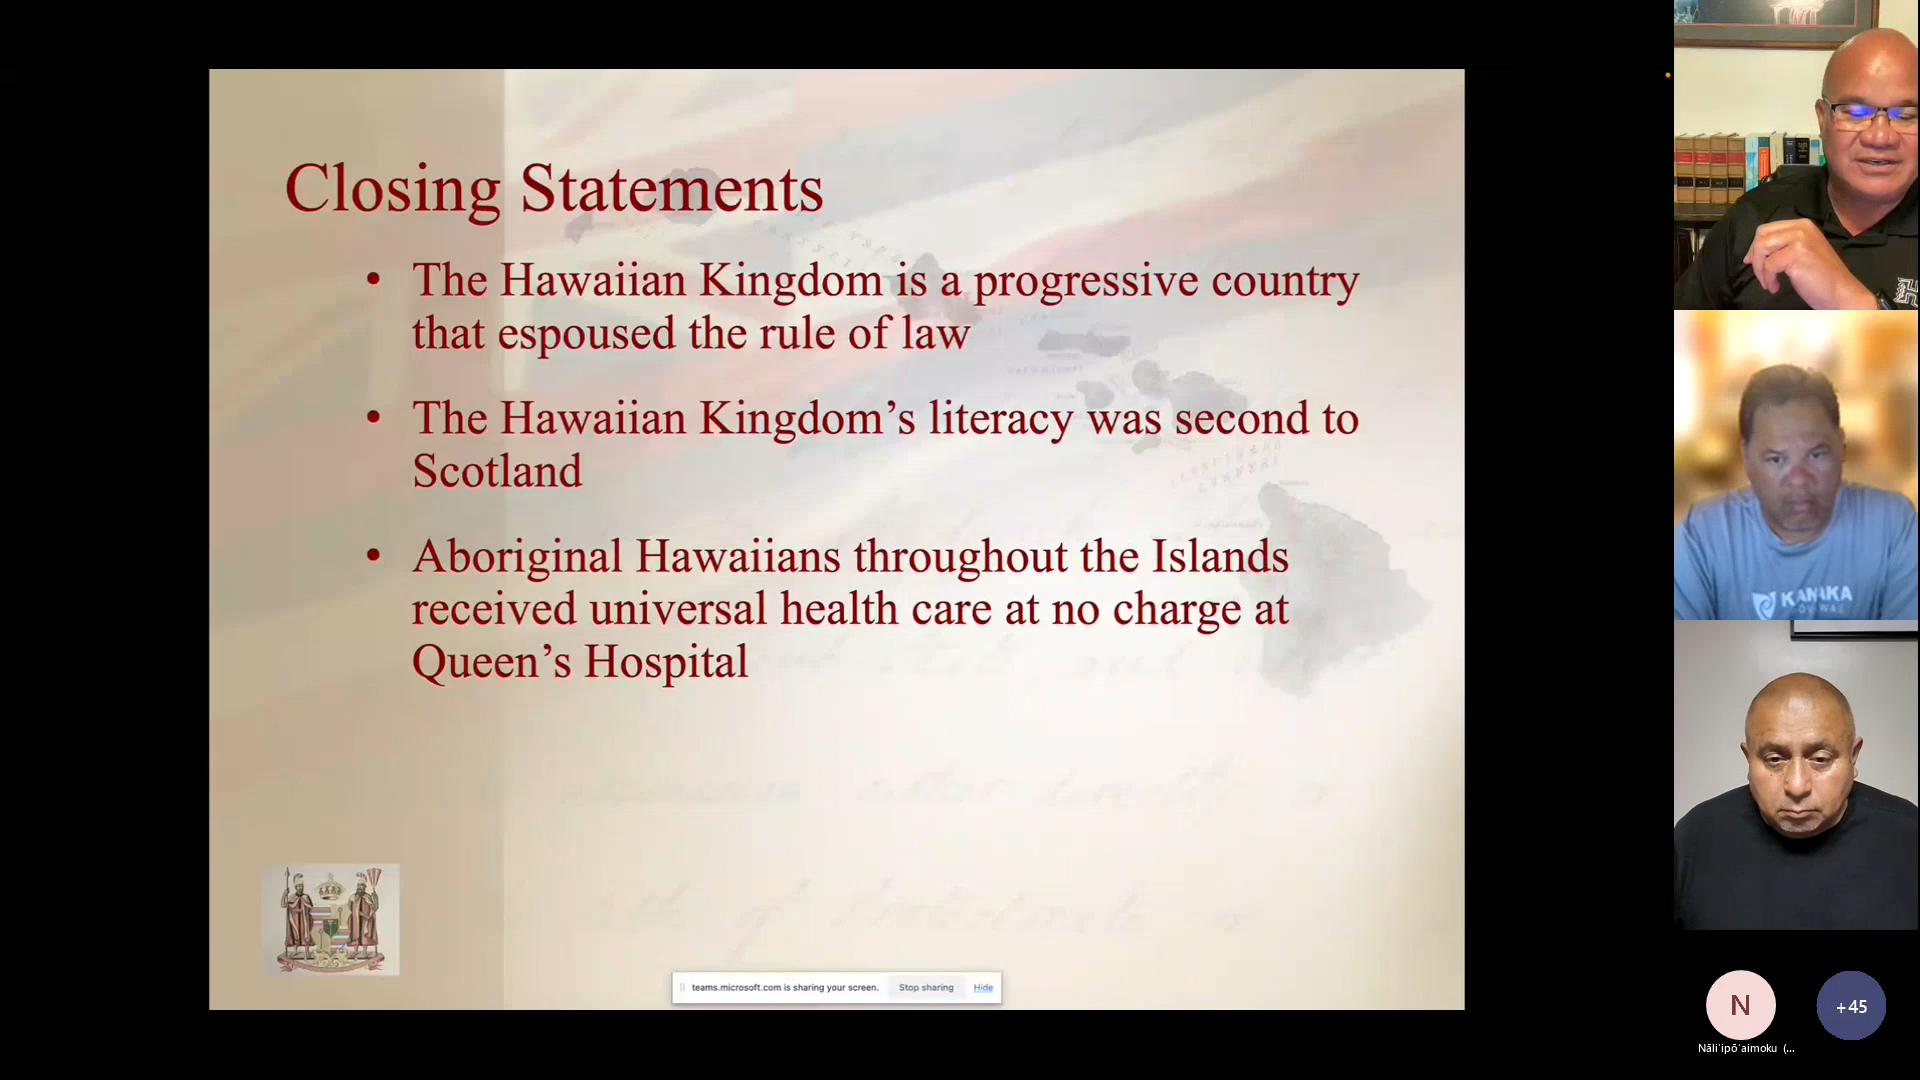 Closing Statements
• The Hawaiian Kingdom is a progressive country
that espoused the rule of law
• The Hawaiian Kingdom’s literacy was second to
Scotland
• Aboriginal Hawaiians throughout the Islands
received universal health care at no charge at
Queen’s Hospital
teams.microsoft.com is sharing your screen. Stop sharing Hide
KANAKA
N
+45
Nāliʻipōʻaimoku (...